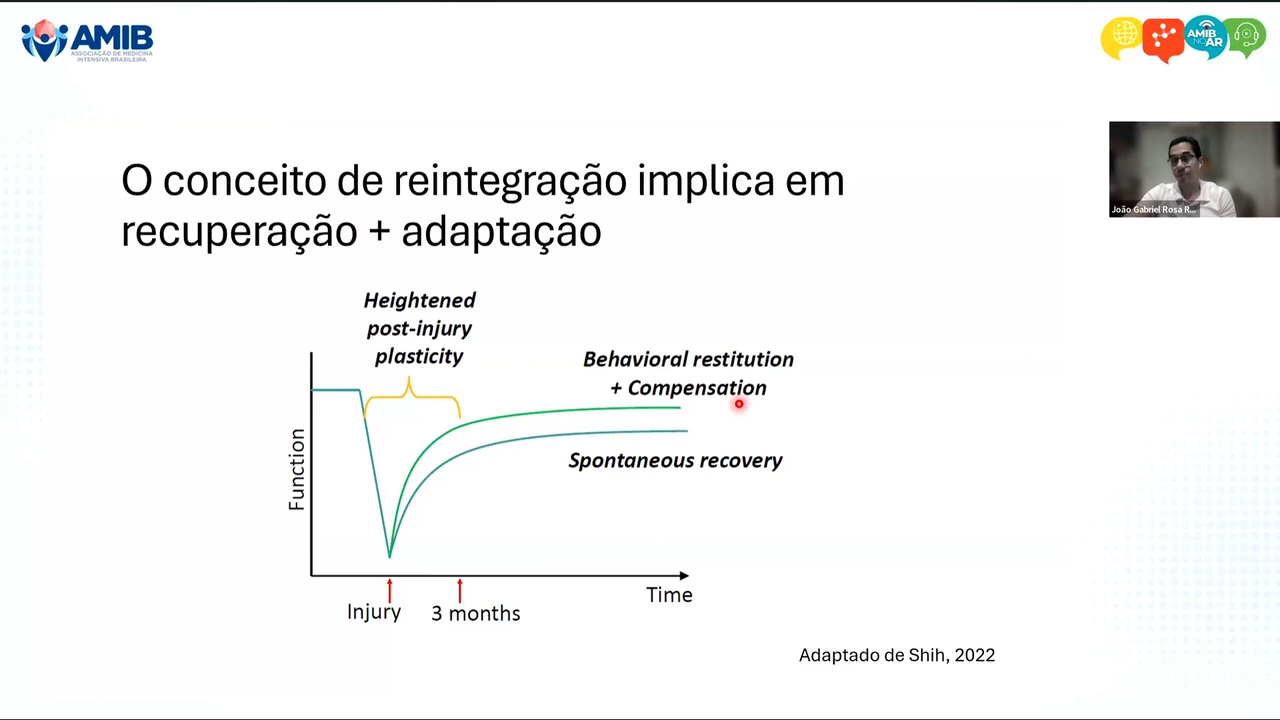 AMIB
ASSOCIAÇÃO DE MEDICINA
INTENSIVA BRASILEIRA
AMIB
NO AR
João Gabriel Rosa R...
O conceito de reintegração implica em
recuperação + adaptação
Heightened
post-injury
plasticity
Behavioral restitution
+ Compensation
Spontaneous recovery
Function
Time
Injury
3 months
Adaptado de Shih, 2022